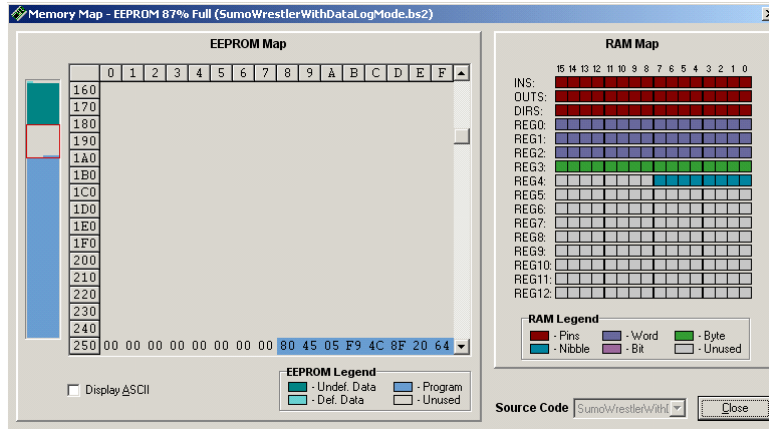 Memory Map - EEPROM 87% Full (SumoWrestlerWithDataLogMode.bs2)
EEPROM Map
0 1 2 3 4 5 6 7 8 9 A B C D E F
160
170
180
190
1A0
1B0
1C0
1D0
1E0
1F0
200
210
220
230
240
250 00 00 00 00 00 00 00 00 80 45 05 F9 4C 8F 20 64
Display ASCII
EEPROM Legend
- Undef. Data - Program
- Def. Data - Unused
RAM Map
15 14 13 12 11 10 9 8 7 6 5 4 3 2 1 0
INS:
OUTS:
DIRS:
REG0:
REG1:
REG2:
REG3:
REG4:
REG5:
REG6:
REG7:
REG8:
REG9:
REG10:
REG11:
REG12:
RAM Legend
- Pins - Word - Byte
- Nibble - Bit - Unused
Source Code SumoWrestlerWithD
Close